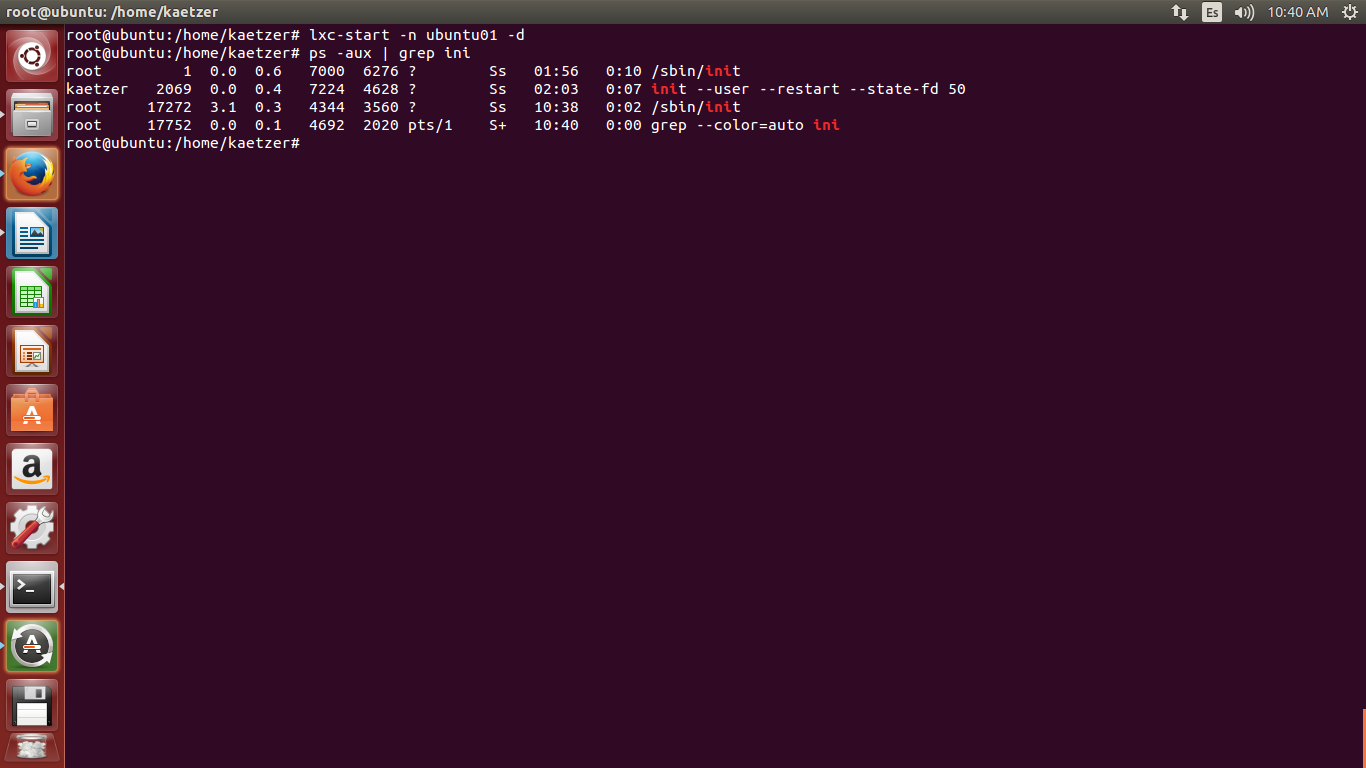 root@ubuntu: /home/kaetzer
Es
10:40 AM
root@ubuntu:/home/kaetzer# lxc-start -n ubuntu01 -d
root@ubuntu:/home/kaetzer# ps -aux | grep ini
root         1  0.0  0.6   7000  6276 ?        Ss   01:56   0:10 /sbin/init
kaetzer   2069  0.0  0.4   7224  4628 ?        Ss   02:03   0:07 init --user --restart --state-fd 50
root     17272  3.1  0.3   4344  3560 ?        Ss   10:38   0:02 /sbin/init
root     17752  0.0  0.1   4692  2020 pts/1    S+   10:40   0:00 grep --color=auto ini
root@ubuntu:/home/kaetzer#
a
>_